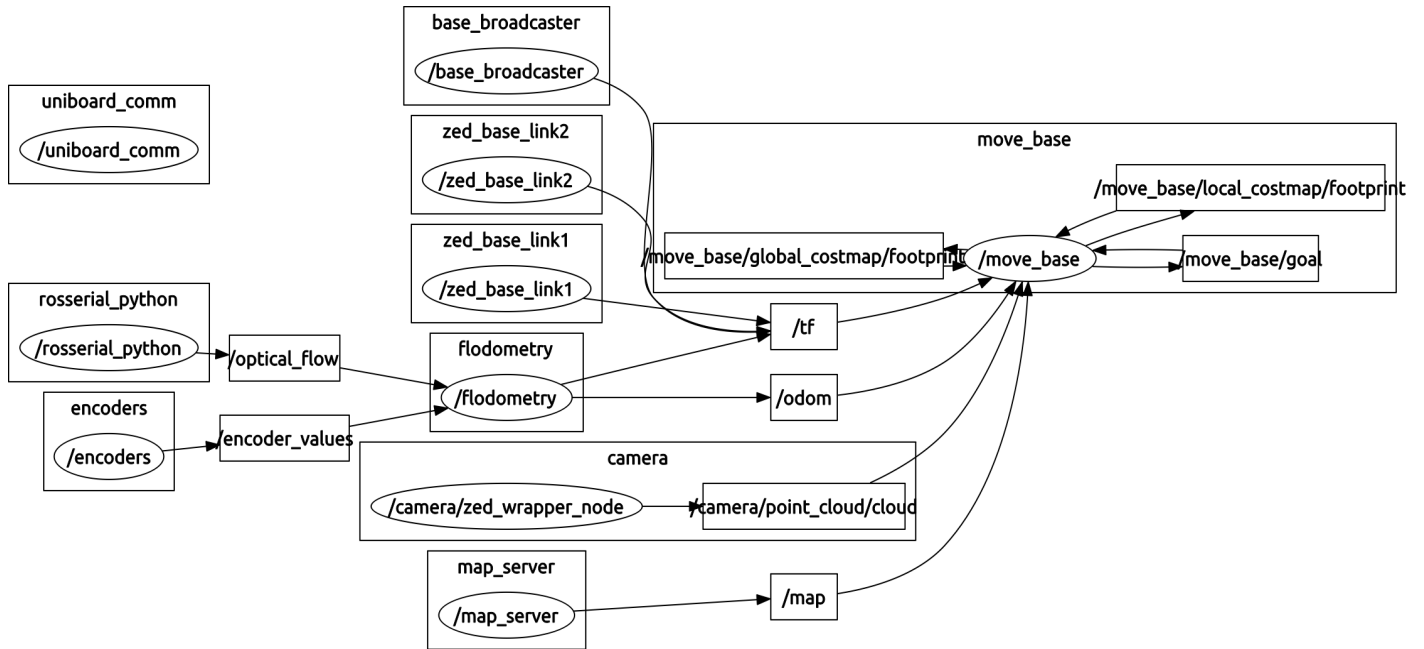 base_broadcaster
/base_broadcaster
uniboard_comm
/uniboard_comm
zed_base_link2
/zed_base_link2
move_base
/move_base/local_costmap/footprint
/move_base/global_costmap/footprint
/move_base
/move_base/goal
zed_base_link1
/zed_base_link1
rosserial_python
/rosserial_python
/optical_flow
/tf
flodometry
/flodometry
/odom
encoders
/encoders
/encoder_values
camera
/camera/zed_wrapper_node
/camera/point_cloud/cloud
map_server
/map_server
/map